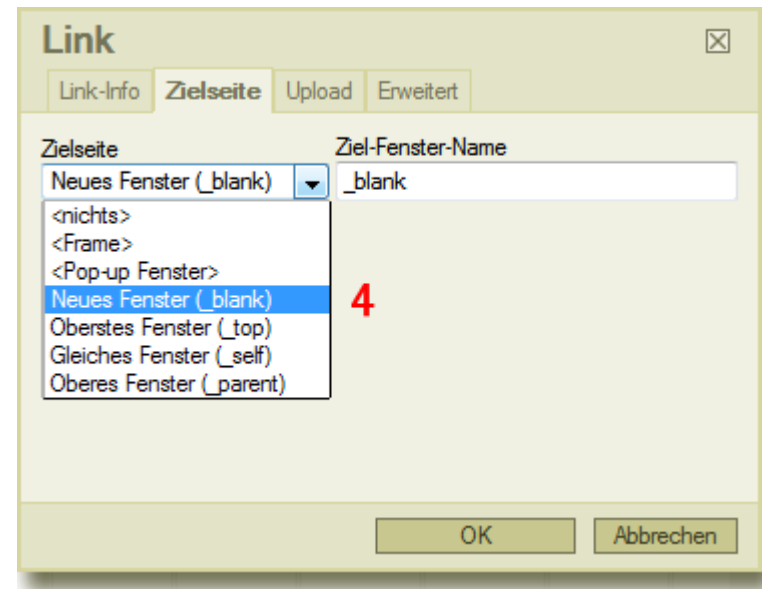 Link
Link-Info Zielseite Upload Erweitert
Zielseite Ziel-Fenster-Name
Neues Fenster (_blank) _blank
<nichts>
<Frame>
<Pop-up Fenster>
Neues Fenster (_blank) 4
Oberstes Fenster (_top)
Gleiches Fenster (_self)
Oberes Fenster (_parent)
OK Abbrechen